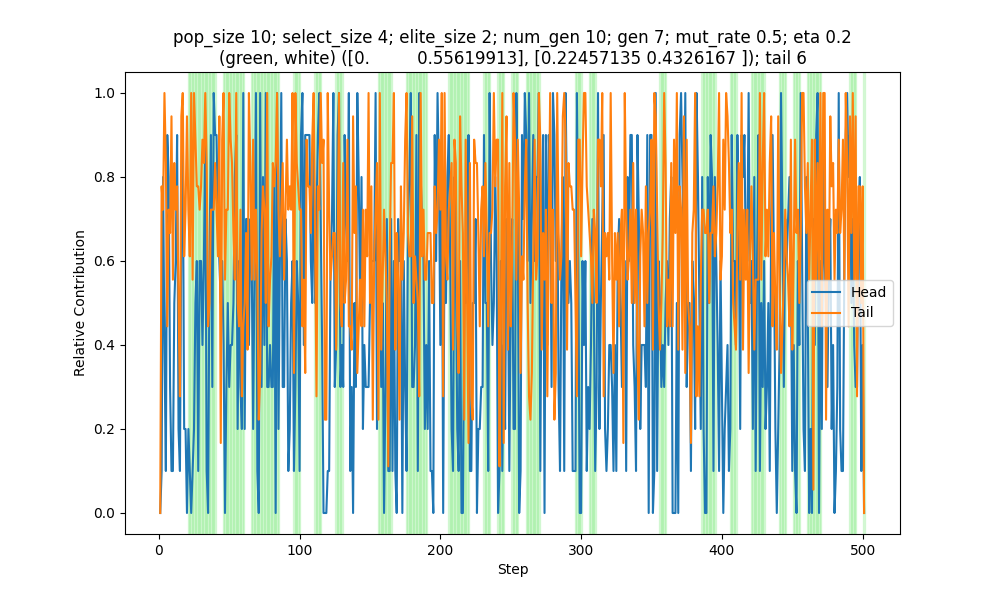 pop_size 10; select_size 4; elite_size 2; num_gen 10; gen 7; mut_rate 0.5; eta 0.2
(green, white) ([0.         0.55619913], [0.22457135 0.4326167 ]); tail 6
1.0
0.8
0.6
0.4
0.2
0.0
Relative Contribution
Head
Tail
0
100
200
300
400
500
Step